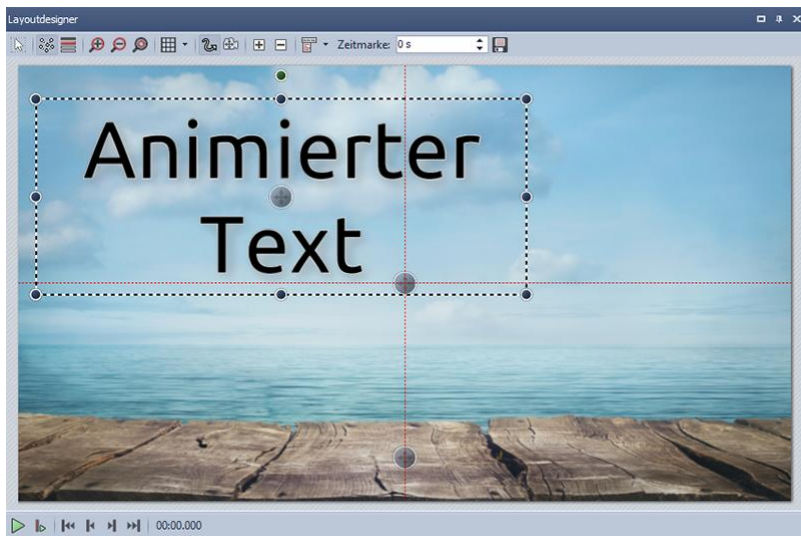 Layoutdesigner
Zeitmarke: 0 s
Animierter
Text
00:00.000